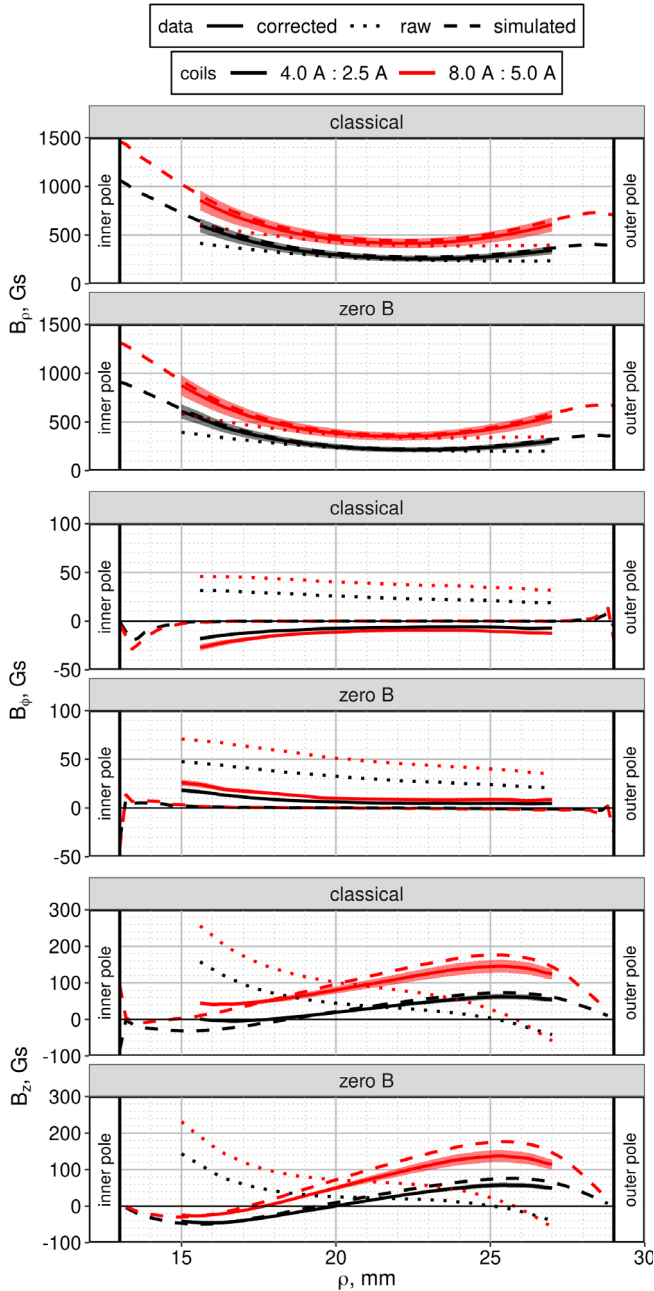 data corrected raw simulated
coils 4.0 A : 2.5 A 8.0 A : 5.0 A
classical
1500
1000
500
0
inner pole
outer pole
zero B
1500
1000
500
0
inner pole
outer pole
Bρ, Gs
classical
100
50
0
-50
inner pole
outer pole
zero B
100
50
0
-50
inner pole
outer pole
Bϕ, Gs
classical
300
200
100
0
-100
inner pole
outer pole
zero B
300
200
100
0
-100
inner pole
outer pole
Bz, Gs
15 20 25 30
ρ, mm